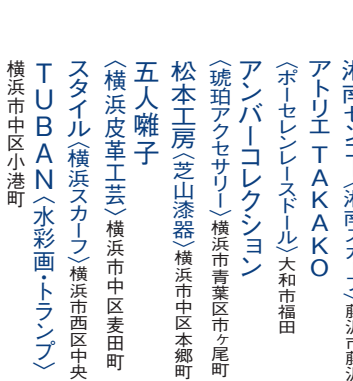 アトリエ TAKAKO
〈ポーセレンレースドール〉大和市福田
アンバーコレクション
〈琥珀アクセサリー〉横浜市青葉区市ヶ尾町
松本工房〈芝山漆器〉横浜市中区本郷町
五人囃子
〈横浜皮革工芸〉横浜市中区麦田町
スタイル〈横浜スカーフ〉横浜市西区中央
TUBAN〈水彩画・トランプ〉
横浜市中区小港町